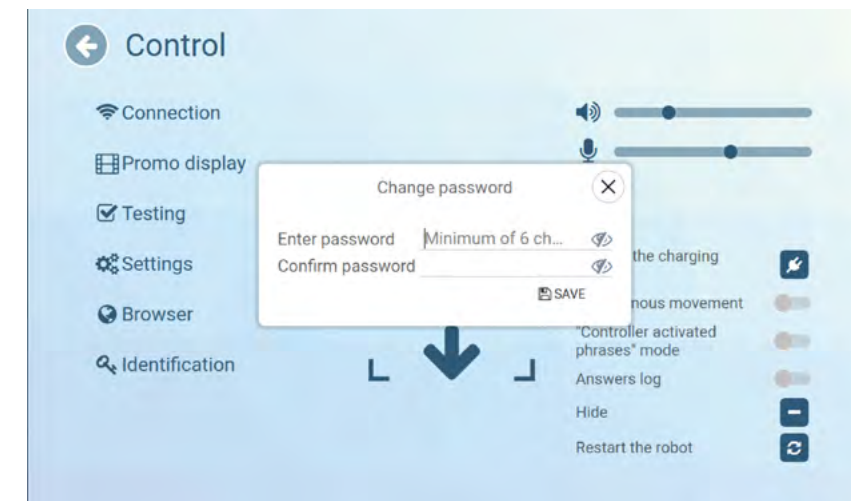 Control
Connection
Promo display
Testing
Settings
Browser
Identification
Change password
Enter password Minimum of 6 ch...
Confirm password
SAVE
the charging
nous movement
"Controller activated
phrases" mode
Answers log
Hide
Restart the robot